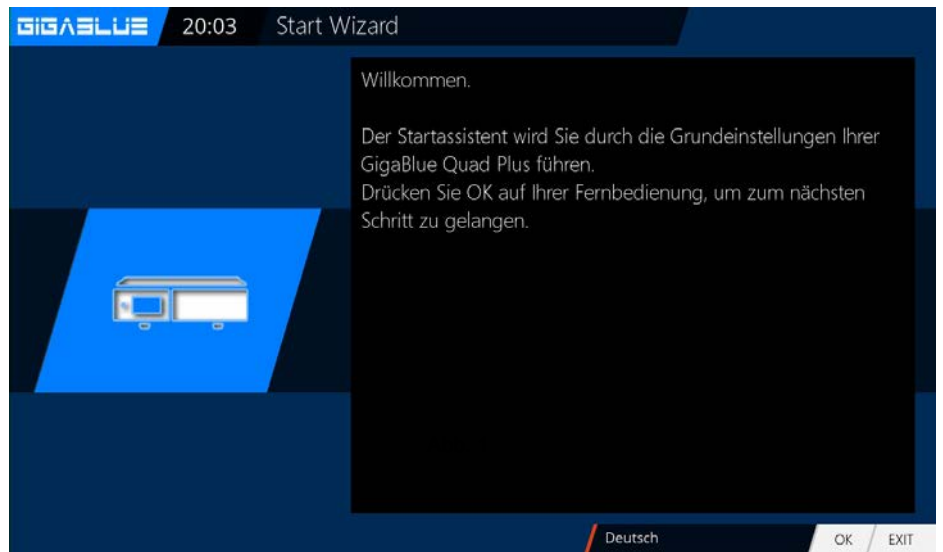 GIGABLUE 20:03 Start Wizard
Willkommen.
Der Startassistent wird Sie durch die Grundeinstellungen Ihrer
GigaBlue Quad Plus führen.
Drücken Sie OK auf Ihrer Fernbedienung, um zum nächsten
Schritt zu gelangen.
Deutsch OK EXIT